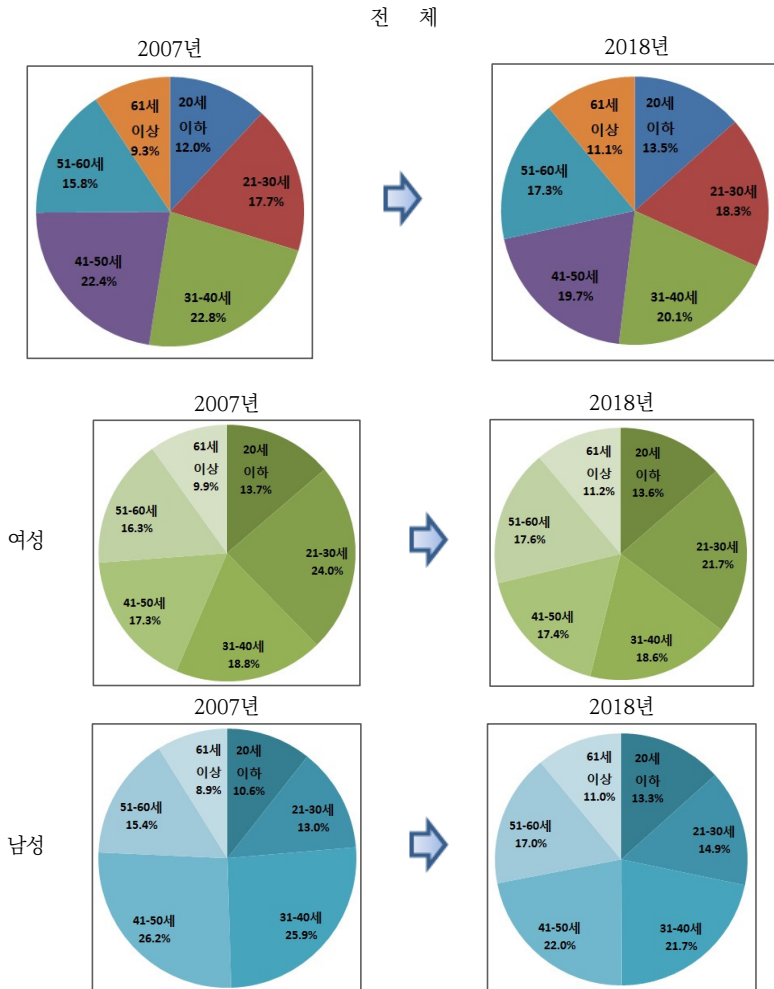 전 체
2007년
2018년
61세
이상
9.3%
20세
이하
12.0%
21-30세
17.7%
31-40세
22.8%
41-50세
22.4%
51-60세
15.8%
61세
이상
11.1%
20세
이하
13.5%
21-30세
18.3%
31-40세
20.1%
41-50세
19.7%
51-60세
17.3%
여성
2007년
2018년
61세
이상
9.9%
20세
이하
13.7%
21-30세
24.0%
31-40세
18.8%
41-50세
17.3%
51-60세
16.3%
61세
이상
11.2%
20세
이하
13.6%
21-30세
21.7%
31-40세
18.6%
41-50세
17.4%
51-60세
17.6%
남성
2007년
2018년
61세
이상
8.9%
20세
이하
10.6%
21-30세
13.0%
31-40세
25.9%
41-50세
26.2%
51-60세
15.4%
61세
이상
11.0%
20세
이하
13.3%
21-30세
14.9%
31-40세
21.7%
41-50세
22.0%
51-60세
17.0%